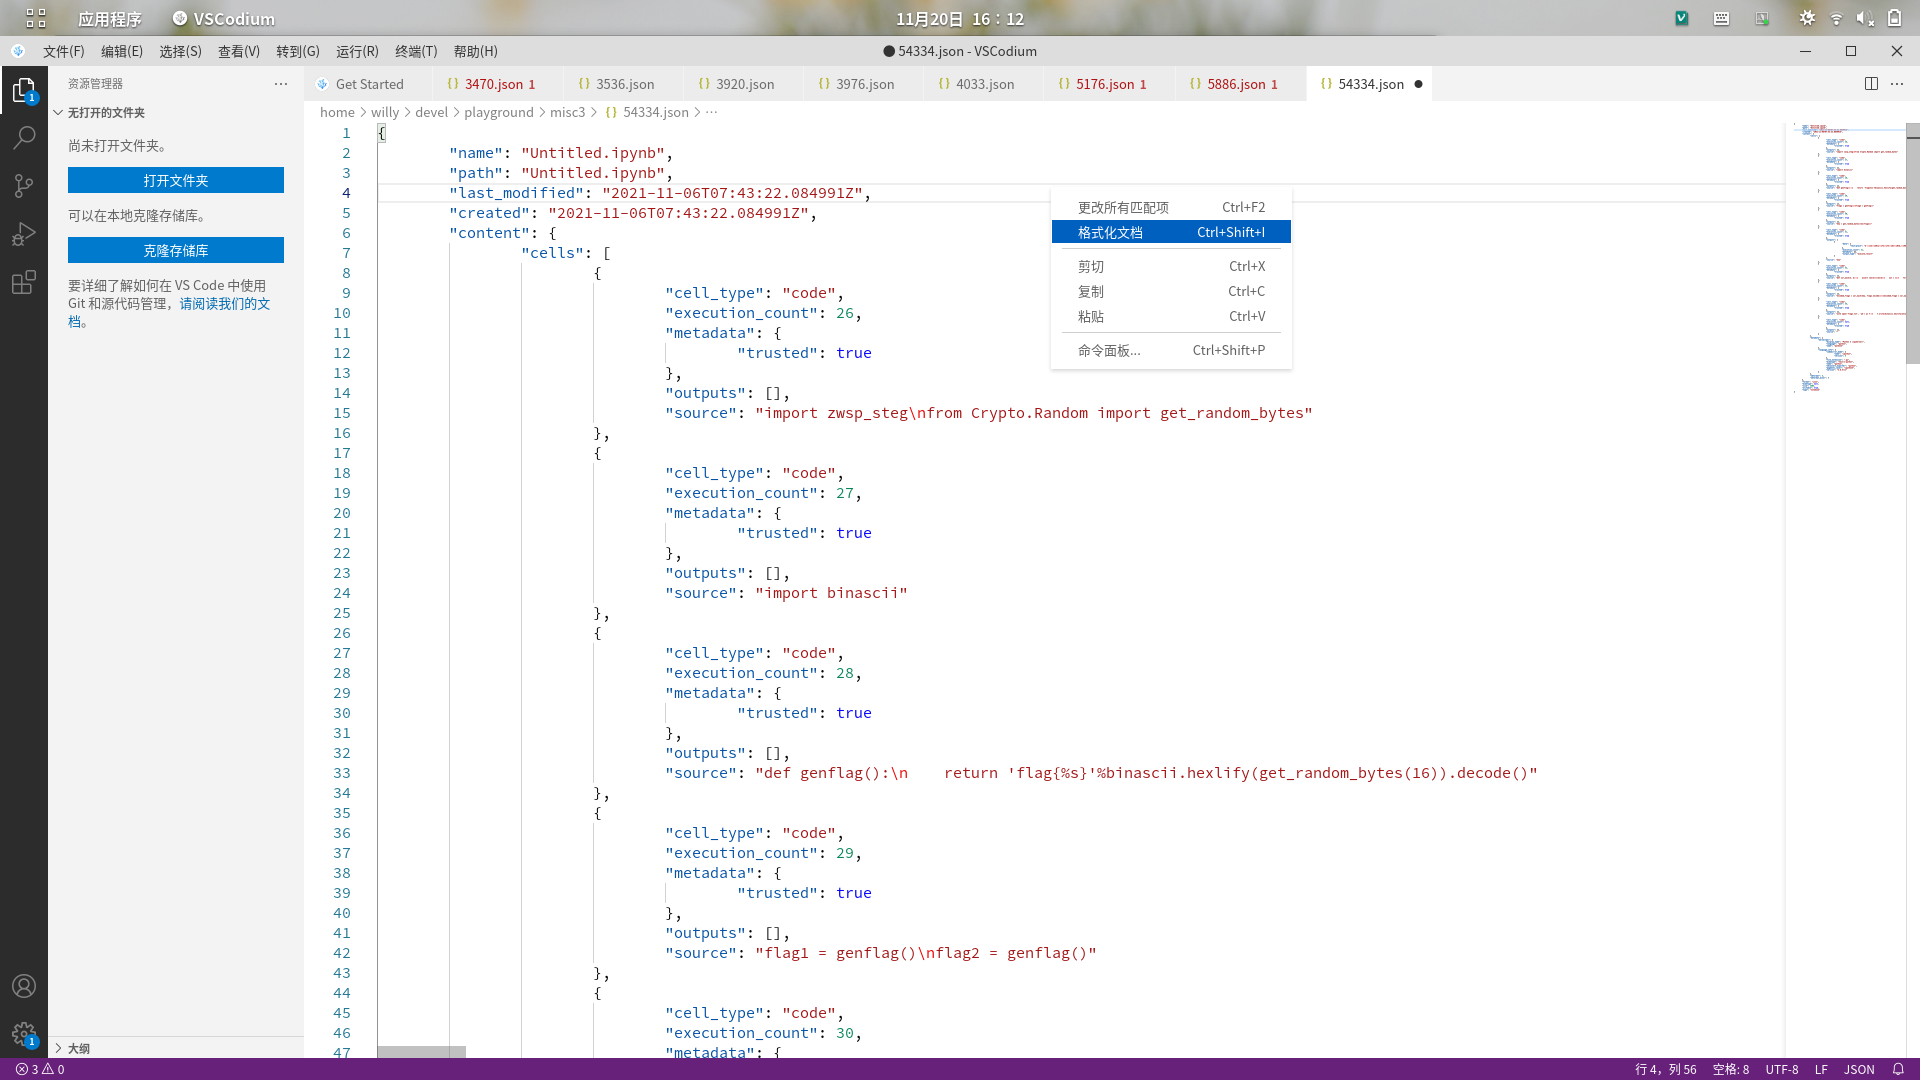 应用程序 VSCodium 11月20日 16:12
文件(F) 编辑(E) 选择(S) 查看(V) 转到(G) 运行(R) 终端(T) 帮助(H) ● 54334.json - VSCodium
资源管理器 ···
Get Started {} 3470.json 1 {} 3536.json {} 3920.json {} 3976.json {} 4033.json {} 5176.json 1 {} 5886.json 1 {} 54334.json ●
home > willy > devel > playground > misc3 > {} 54334.json > ···
无打开的文件夹
尚未打开文件夹。
打开文件夹
可以在本地克隆存储库。
克隆存储库
要详细了解如何在 VS Code 中使用
Git 和源代码管理，请阅读我们的文
档。
大纲
1
1
1 {
2 "name": "Untitled.ipynb",
3 "path": "Untitled.ipynb",
4 "last_modified": "2021-11-06T07:43:22.084991Z",
5 "created": "2021-11-06T07:43:22.084991Z",
6 "content": {
7 "cells": [
8 {
9 "cell_type": "code",
10 "execution_count": 26,
11 "metadata": {
12 "trusted": true
13 },
14 "outputs": [],
15 "source": "import zwsp_steg\nfrom Crypto.Random import get_random_bytes"
16 },
17 {
18 "cell_type": "code",
19 "execution_count": 27,
20 "metadata": {
21 "trusted": true
22 },
23 "outputs": [],
24 "source": "import binascii"
25 },
26 {
27 "cell_type": "code",
28 "execution_count": 28,
29 "metadata": {
30 "trusted": true
31 },
32 "outputs": [],
33 "source": "def genflag():\n    return 'flag{%s}'%binascii.hexlify(get_random_bytes(16)).decode()"
34 },
35 {
36 "cell_type": "code",
37 "execution_count": 29,
38 "metadata": {
39 "trusted": true
40 },
41 "outputs": [],
42 "source": "flag1 = genflag()\nflag2 = genflag()"
43 },
44 {
45 "cell_type": "code",
46 "execution_count": 30,
47 "metadata": {
更改所有匹配项 Ctrl+F2
格式化文档 Ctrl+Shift+I
剪切 Ctrl+X
复制 Ctrl+C
粘贴 Ctrl+V
命令面板... Ctrl+Shift+P
3 0 行 4，列 56 空格: 8 UTF-8 LF JSON